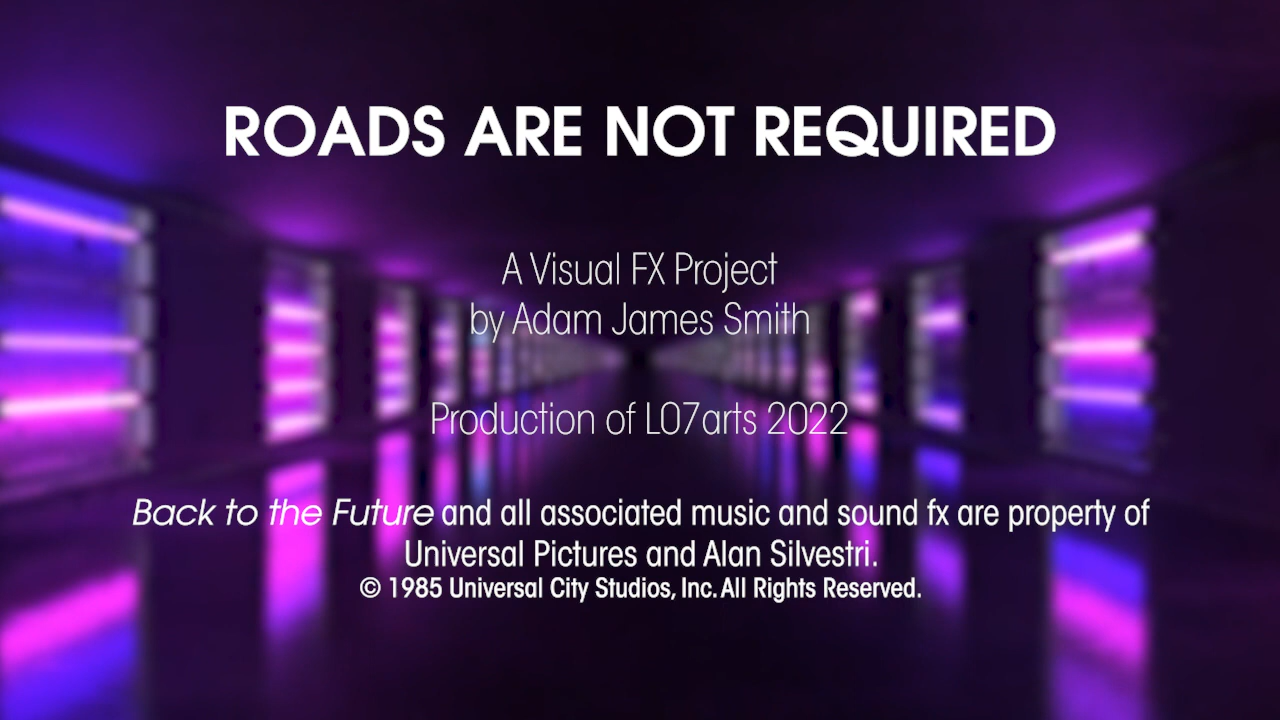 ROADS ARE NOT REQUIRED
A Visual FX Project
by Adam James Smith
Production of L07arts 2022
Back to the Future and all associated music and sound fx are property of
Universal Pictures and Alan Silvestri.
© 1985 Universal City Studios, Inc. All Rights Reserved.